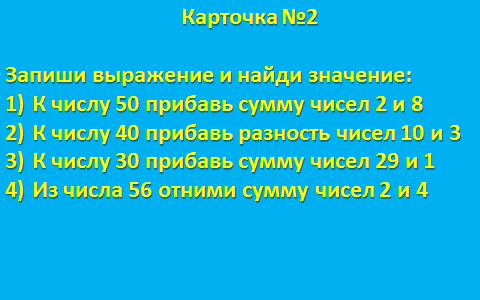 Карточка №2
Запиши выражение и найди значение:
1) К числу 50 прибавь сумму чисел 2 и 8
2) К числу 40 прибавь разность чисел 10 и 3
3) К числу 30 прибавь сумму чисел 29 и 1
4) Из числа 56 отними сумму чисел 2 и 4